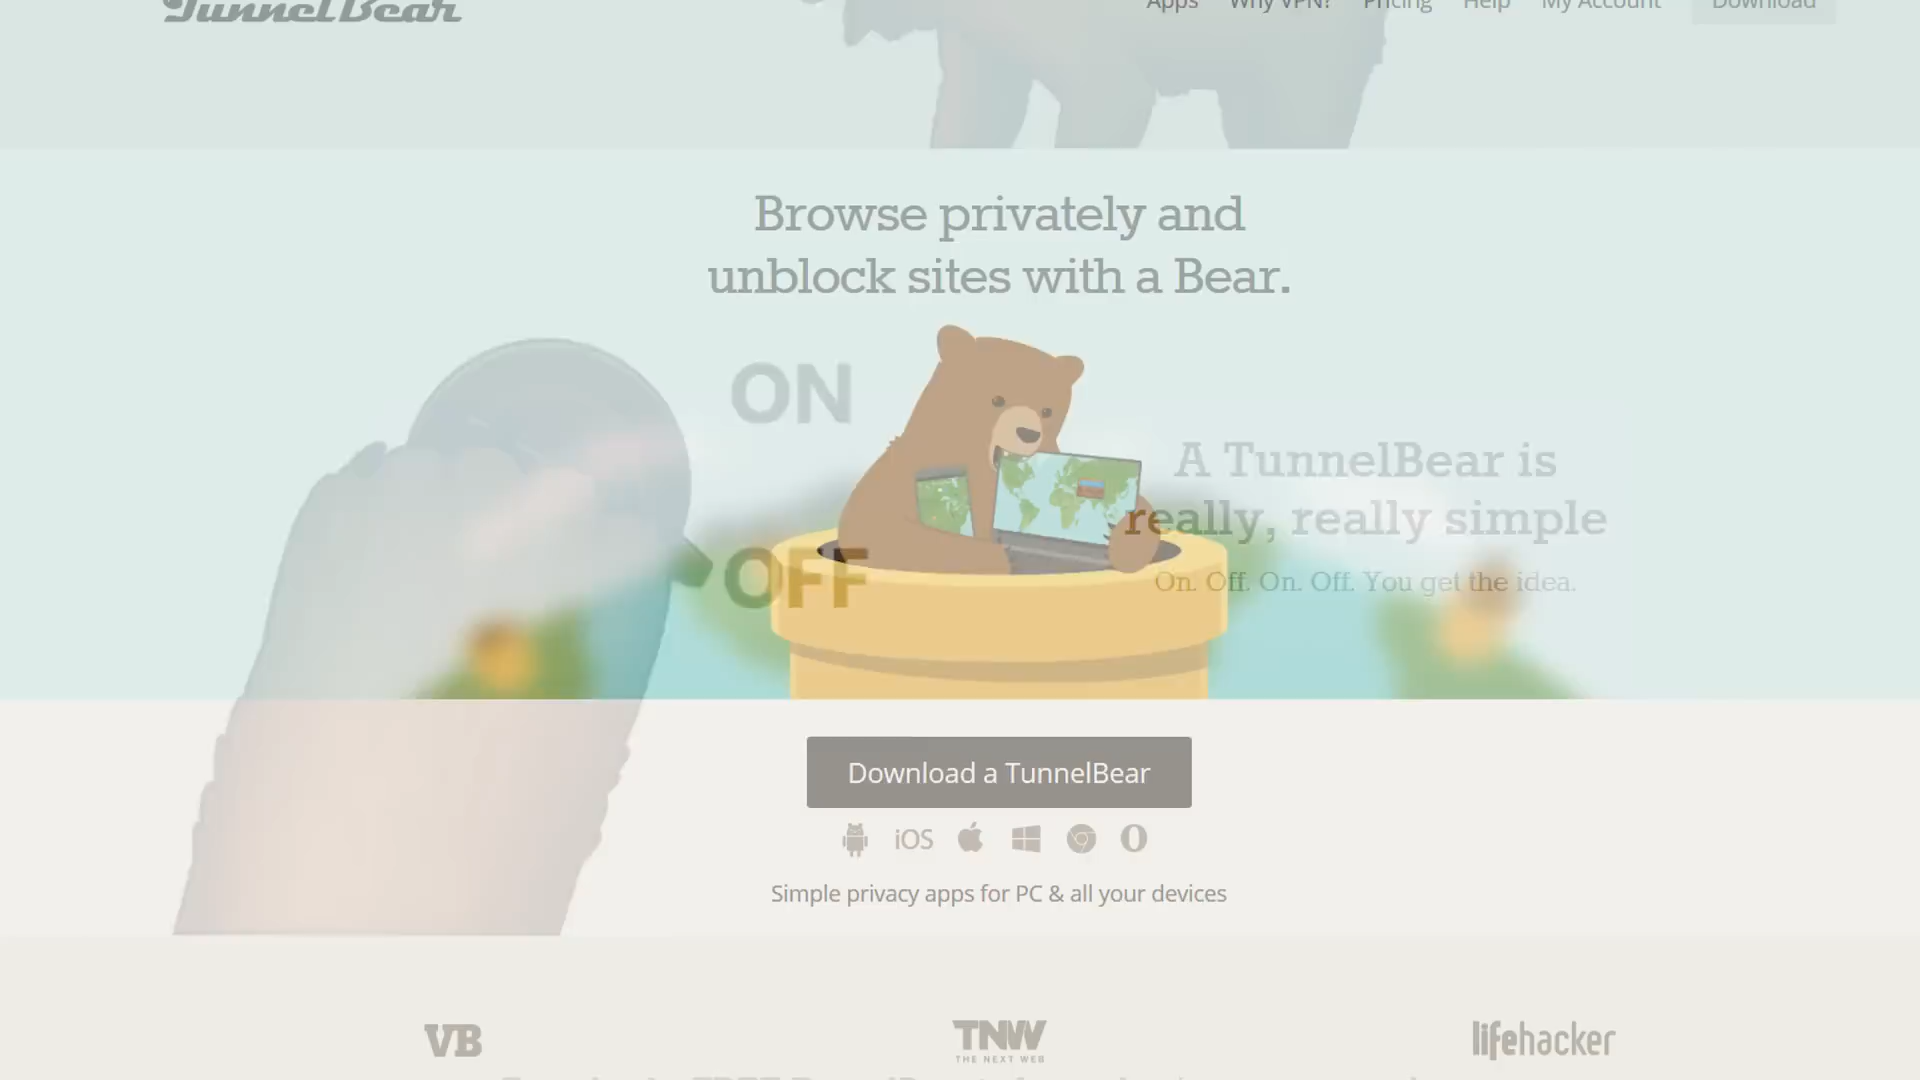 TunnelBear
Apps Why VPN? Pricing Help My Account Download
Browse privately and
unblock sites with a Bear.
ON
OFF
A TunnelBear is
really, really simple
On. Off. On. Off. You get the idea.
Download a TunnelBear
iOS
Simple privacy apps for PC & all your devices
VB
TNW
THE NEXT WEB
lifehacker